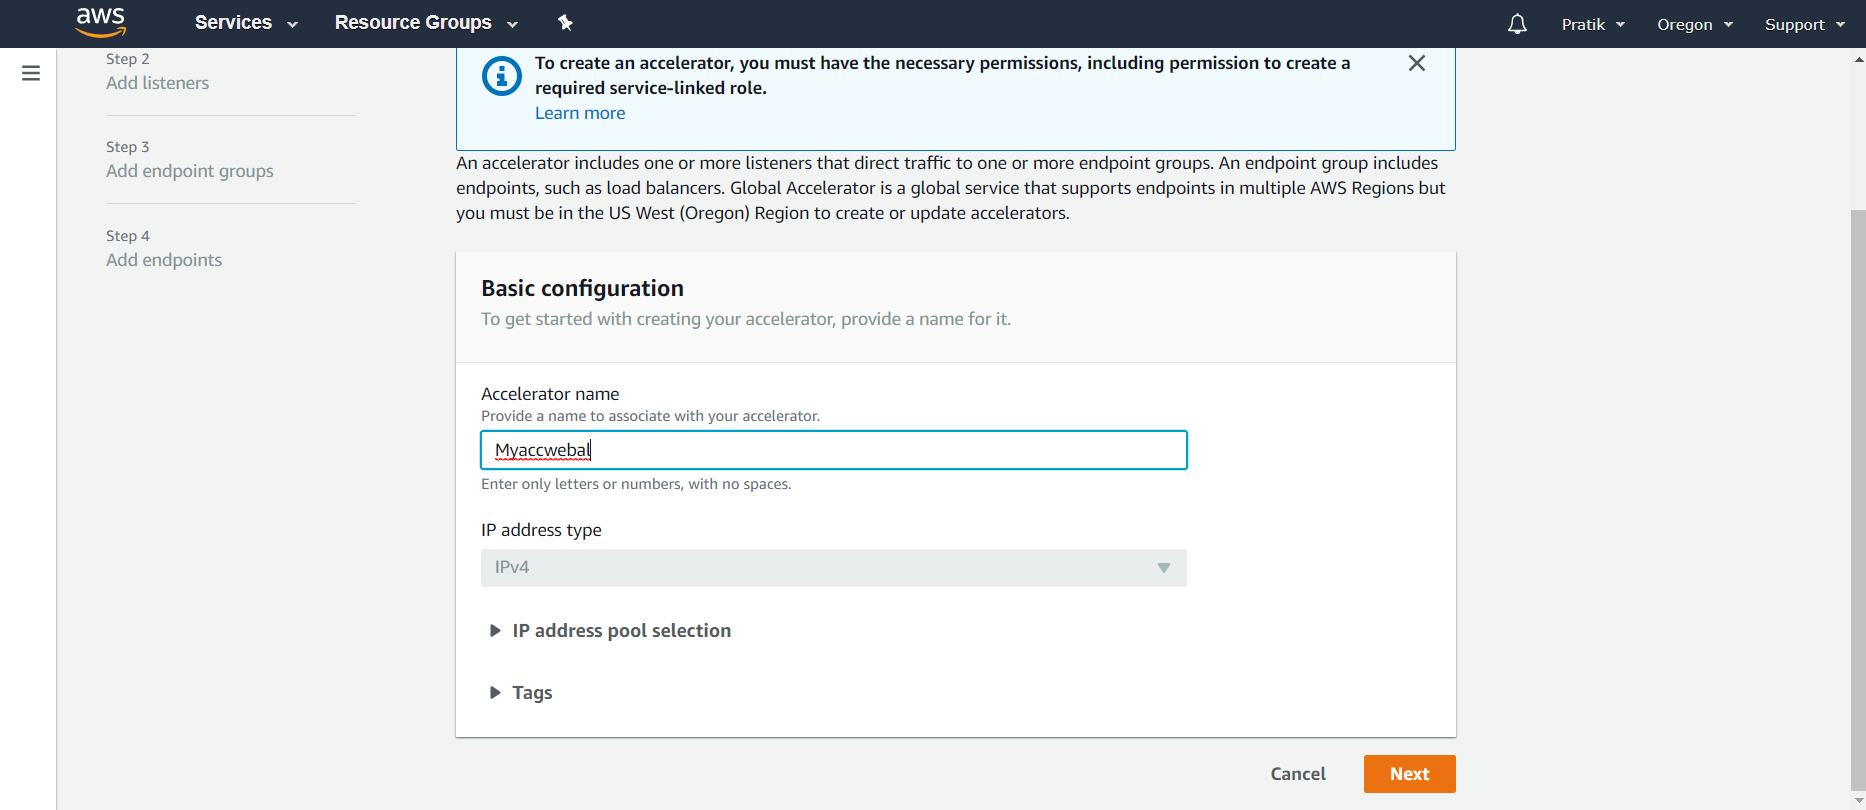 aws Services Resource Groups Pratik Oregon Support
Step 2
Add listeners
Step 3
Add endpoint groups
Step 4
Add endpoints
To create an accelerator, you must have the necessary permissions, including permission to create a
required service-linked role.
Learn more
An accelerator includes one or more listeners that direct traffic to one or more endpoint groups. An endpoint group includes
endpoints, such as load balancers. Global Accelerator is a global service that supports endpoints in multiple AWS Regions but
you must be in the US West (Oregon) Region to create or update accelerators.
Basic configuration
To get started with creating your accelerator, provide a name for it.
Accelerator name
Provide a name to associate with your accelerator.
Myaccwebal
Enter only letters or numbers, with no spaces.
IP address type
IPv4
IP address pool selection
Tags
Cancel Next